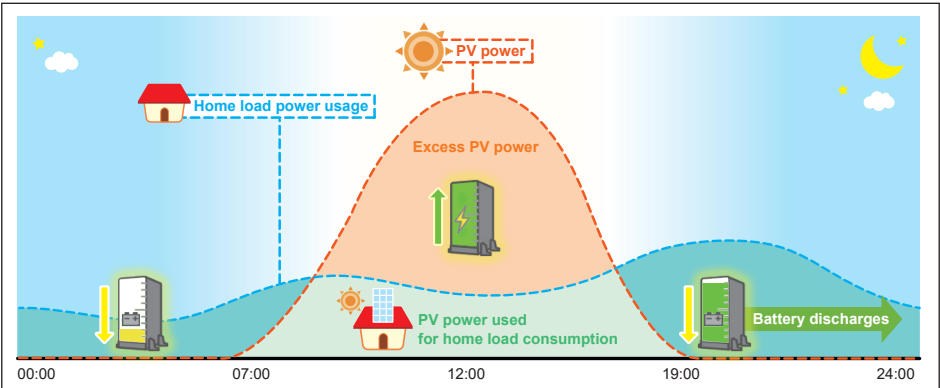 PV power
Home load power usage
Excess PV power
PV power used
for home load consumption
Battery discharges
00:00
07:00
12:00
19:00
24:00